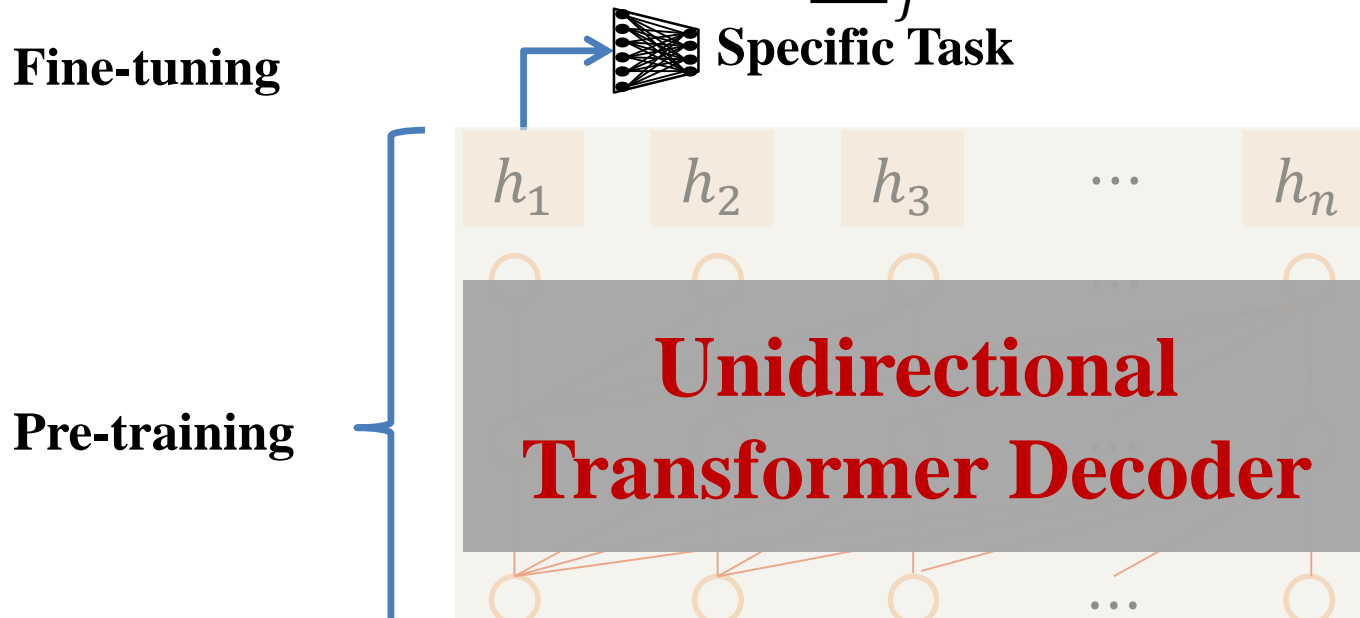 j
Specific Task
Fine-tuning
h₁ h₂ h₃ ⋯ hₙ
Unidirectional
Transformer Decoder
Pre-training
⋯